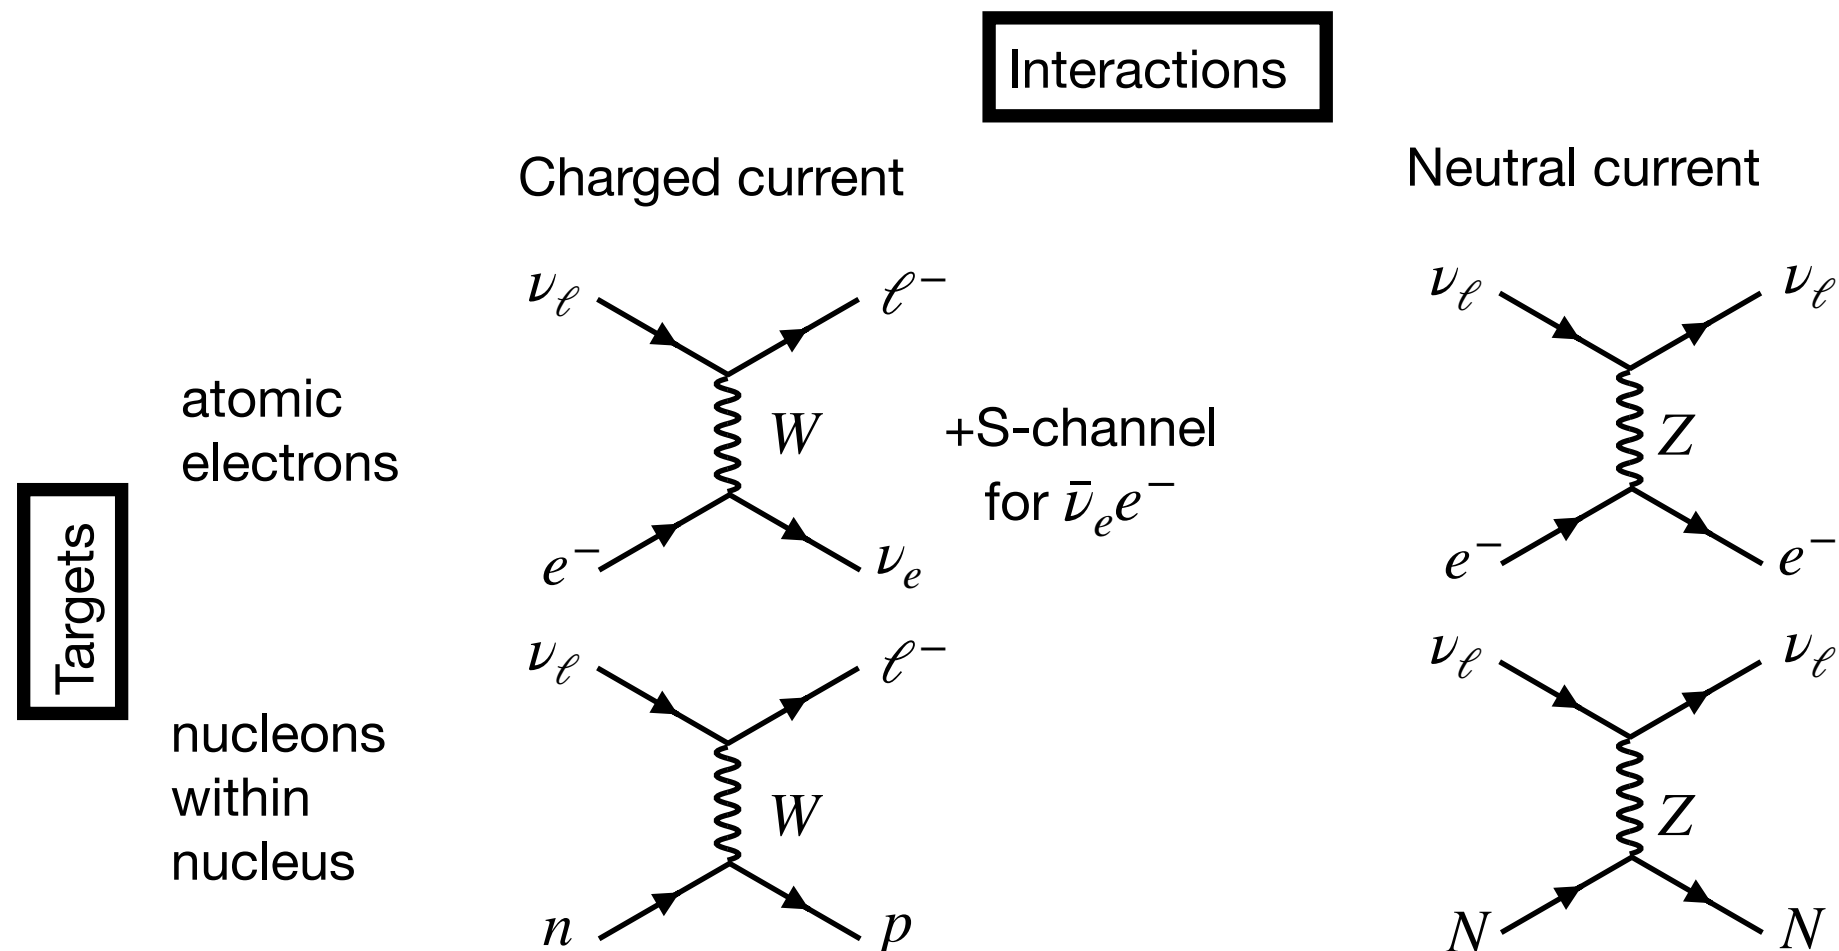 Interactions
Charged current
Neutral current
Targets
atomic
electrons
ν_ℓ
ℓ⁻
W
e⁻
ν_e
+S-channel
for ν̄_e e⁻
ν_ℓ
ν_ℓ
Z
e⁻
e⁻
nucleons
within
nucleus
ν_ℓ
ℓ⁻
W
n
p
ν_ℓ
ν_ℓ
Z
N
N